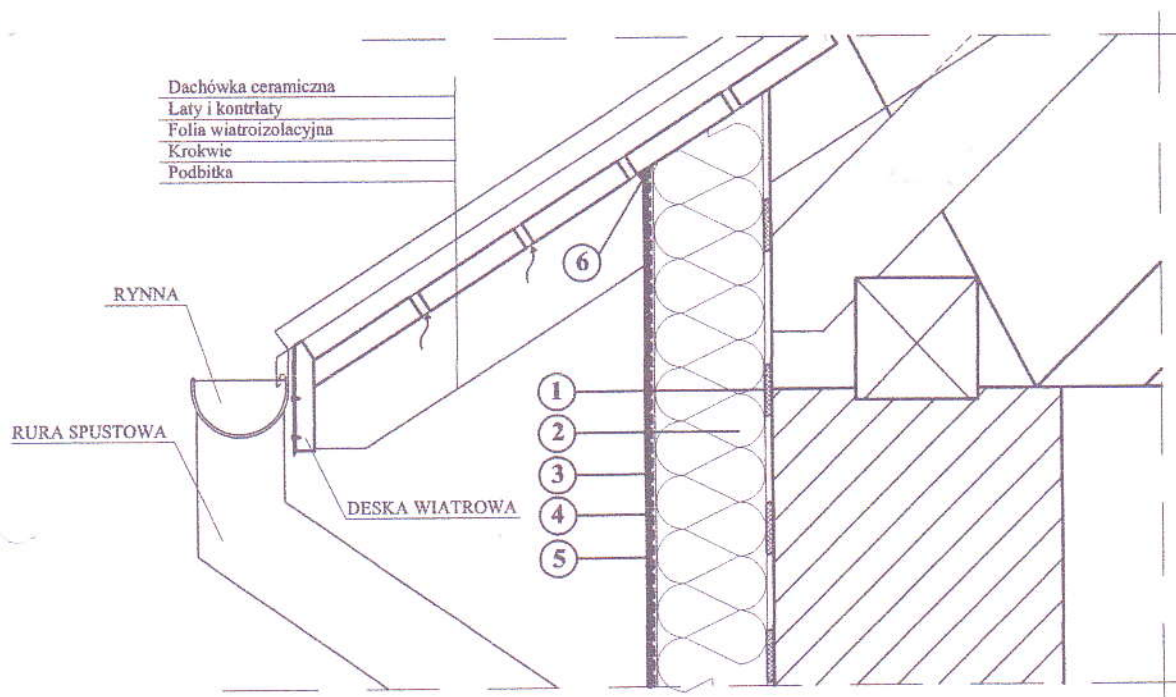 Dachówka ceramiczna
Łaty i kontrłaty
Folia wiatroizolacyjna
Krokwie
Podbitka
6
RYNNA
1
2
RURA SPUSTOWA
3
DESKA WIATROWA
4
5